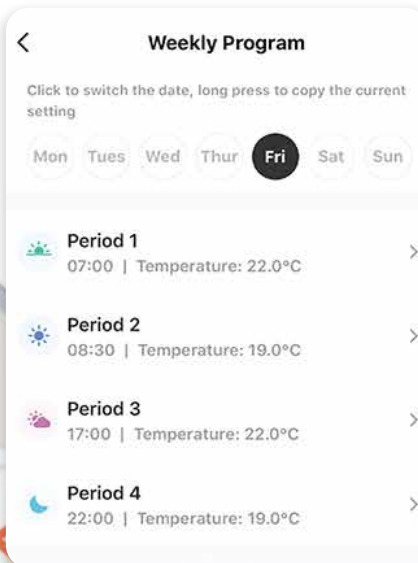 Weekly Program
Click to switch the date, long press to copy the current
setting
Mon Tues Wed Thur Fri Sat Sun
Period 1
07:00 | Temperature: 22.0°C
Period 2
08:30 | Temperature: 19.0°C
Period 3
17:00 | Temperature: 22.0°C
Period 4
22:00 | Temperature: 19.0°C